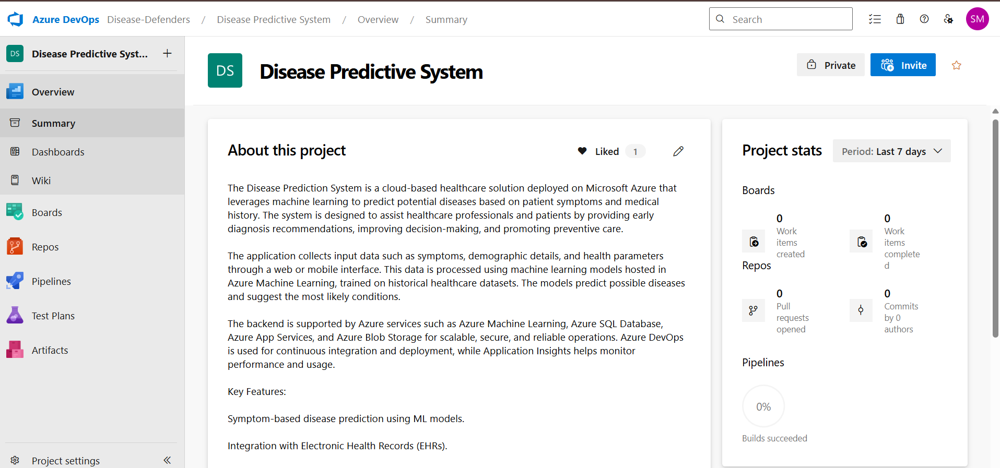 Azure DevOps Disease-Defenders / Disease Predictive System / Overview / Summary
Search
SM
DS Disease Predictive Syst... +
Overview
Summary
Dashboards
Wiki
Boards
Repos
Pipelines
Test Plans
Artifacts
Project settings
DS
Disease Predictive System
Private
Invite
About this project
Liked 1
The Disease Prediction System is a cloud-based healthcare solution deployed on Microsoft Azure that
leverages machine learning to predict potential diseases based on patient symptoms and medical
history. The system is designed to assist healthcare professionals and patients by providing early
diagnosis recommendations, improving decision-making, and promoting preventive care.
The application collects input data such as symptoms, demographic details, and health parameters
through a web or mobile interface. This data is processed using machine learning models hosted in
Azure Machine Learning, trained on historical healthcare datasets. The models predict possible diseases
and suggest the most likely conditions.
The backend is supported by Azure services such as Azure Machine Learning, Azure SQL Database,
Azure App Services, and Azure Blob Storage for scalable, secure, and reliable operations. Azure DevOps
is used for continuous integration and deployment, while Application Insights helps monitor
performance and usage.
Key Features:
Symptom-based disease prediction using ML models.
Integration with Electronic Health Records (EHRs).
Project stats
Period: Last 7 days
Boards
0
Work
items
created
0
Work
items
complete
d
Repos
0
Pull
requests
opened
0
Commits
by 0
authors
Pipelines
0%
Builds succeeded